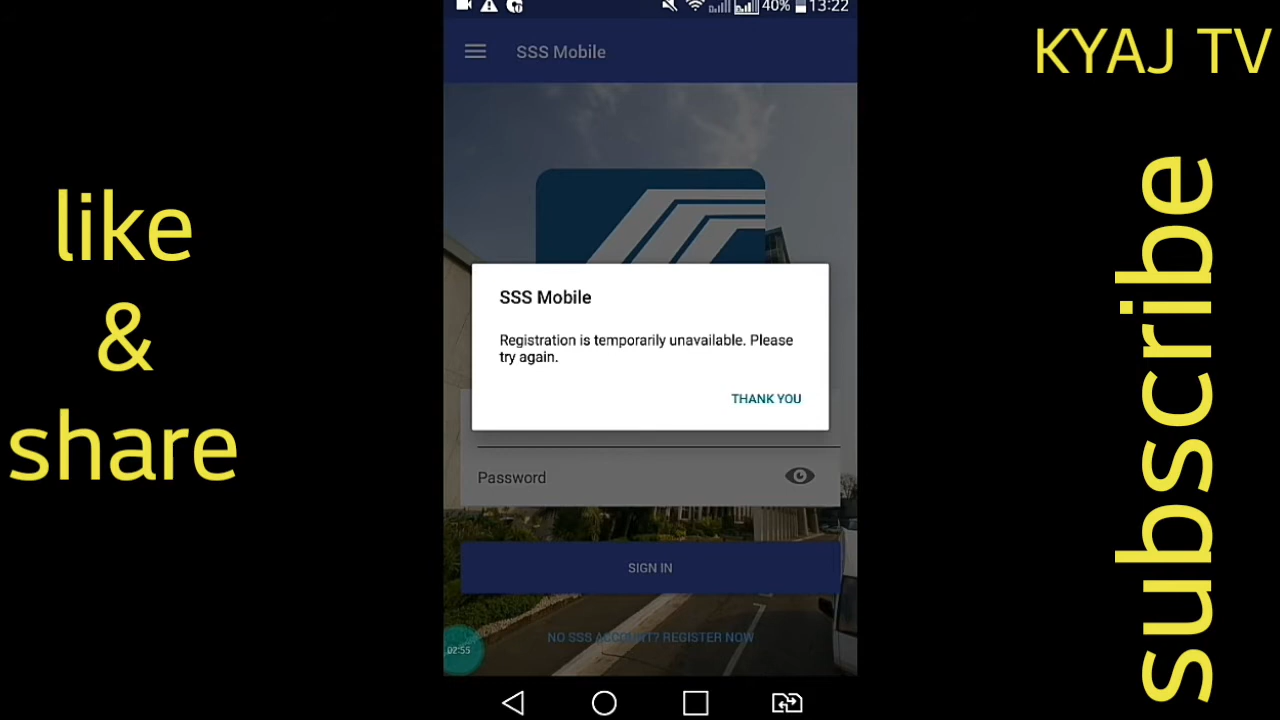 KYAJ TV
like
&
share
subscribe
40% 13:22
SSS Mobile
SSS Mobile
Registration is temporarily unavailable. Please
try again.
THANK YOU
Password
SIGN IN
NO SSS ACCOUNT? REGISTER NOW
02:55